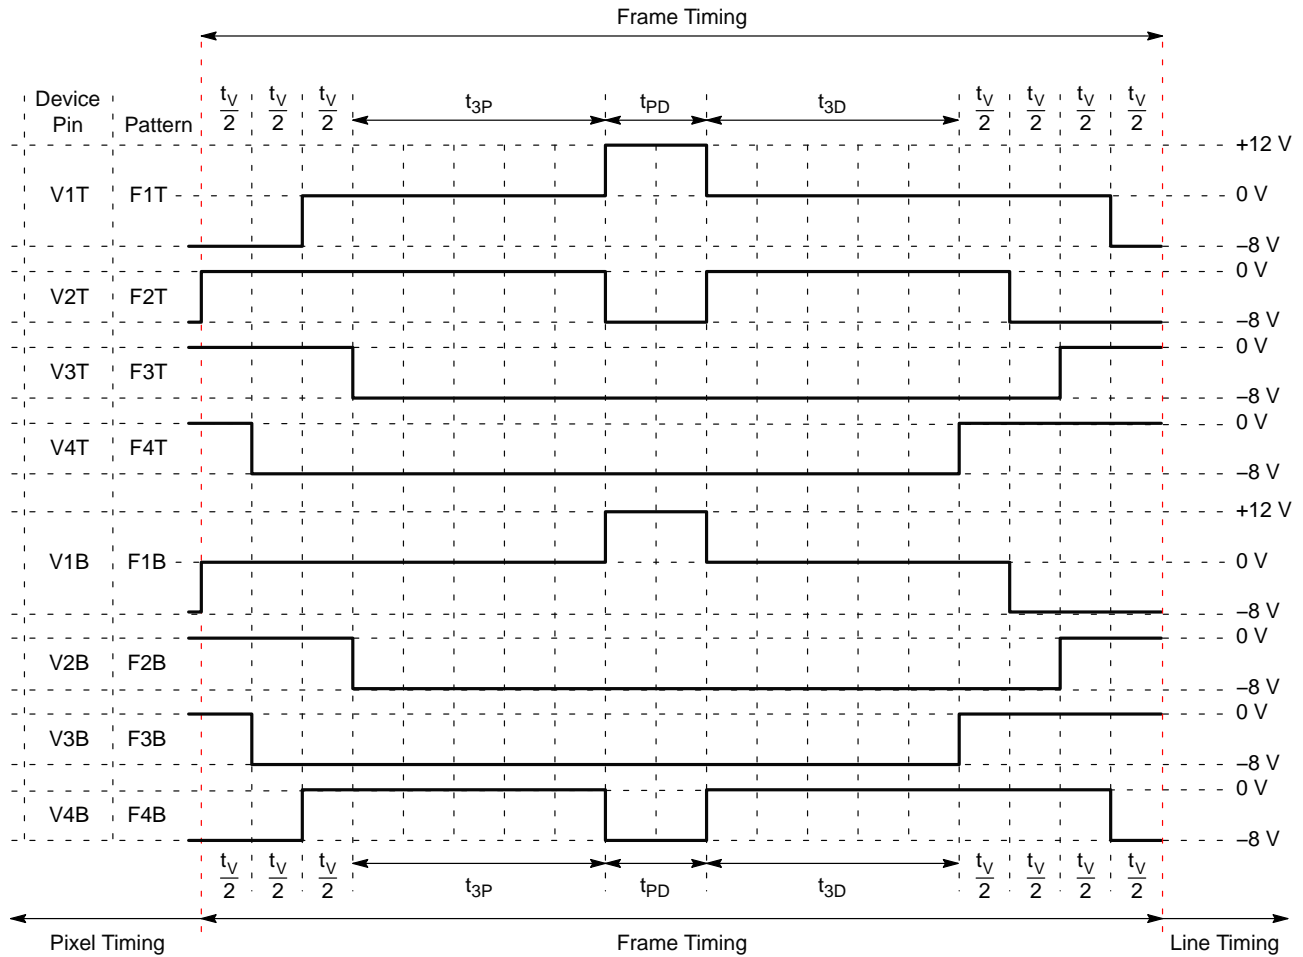 Frame Timing
Device Pin Pattern
tV/2 tV/2 tV/2 t3P tPD t3D tV/2 tV/2 tV/2 tV/2
+12 V
V1T F1T 0 V
–8 V
0 V
V2T F2T
–8 V
0 V
V3T F3T
–8 V
0 V
V4T F4T
–8 V
+12 V
V1B F1B 0 V
–8 V
0 V
V2B F2B
–8 V
0 V
V3B F3B
–8 V
0 V
V4B F4B
–8 V
tV/2 tV/2 tV/2 t3P tPD t3D tV/2 tV/2 tV/2 tV/2
Pixel Timing Frame Timing Line Timing